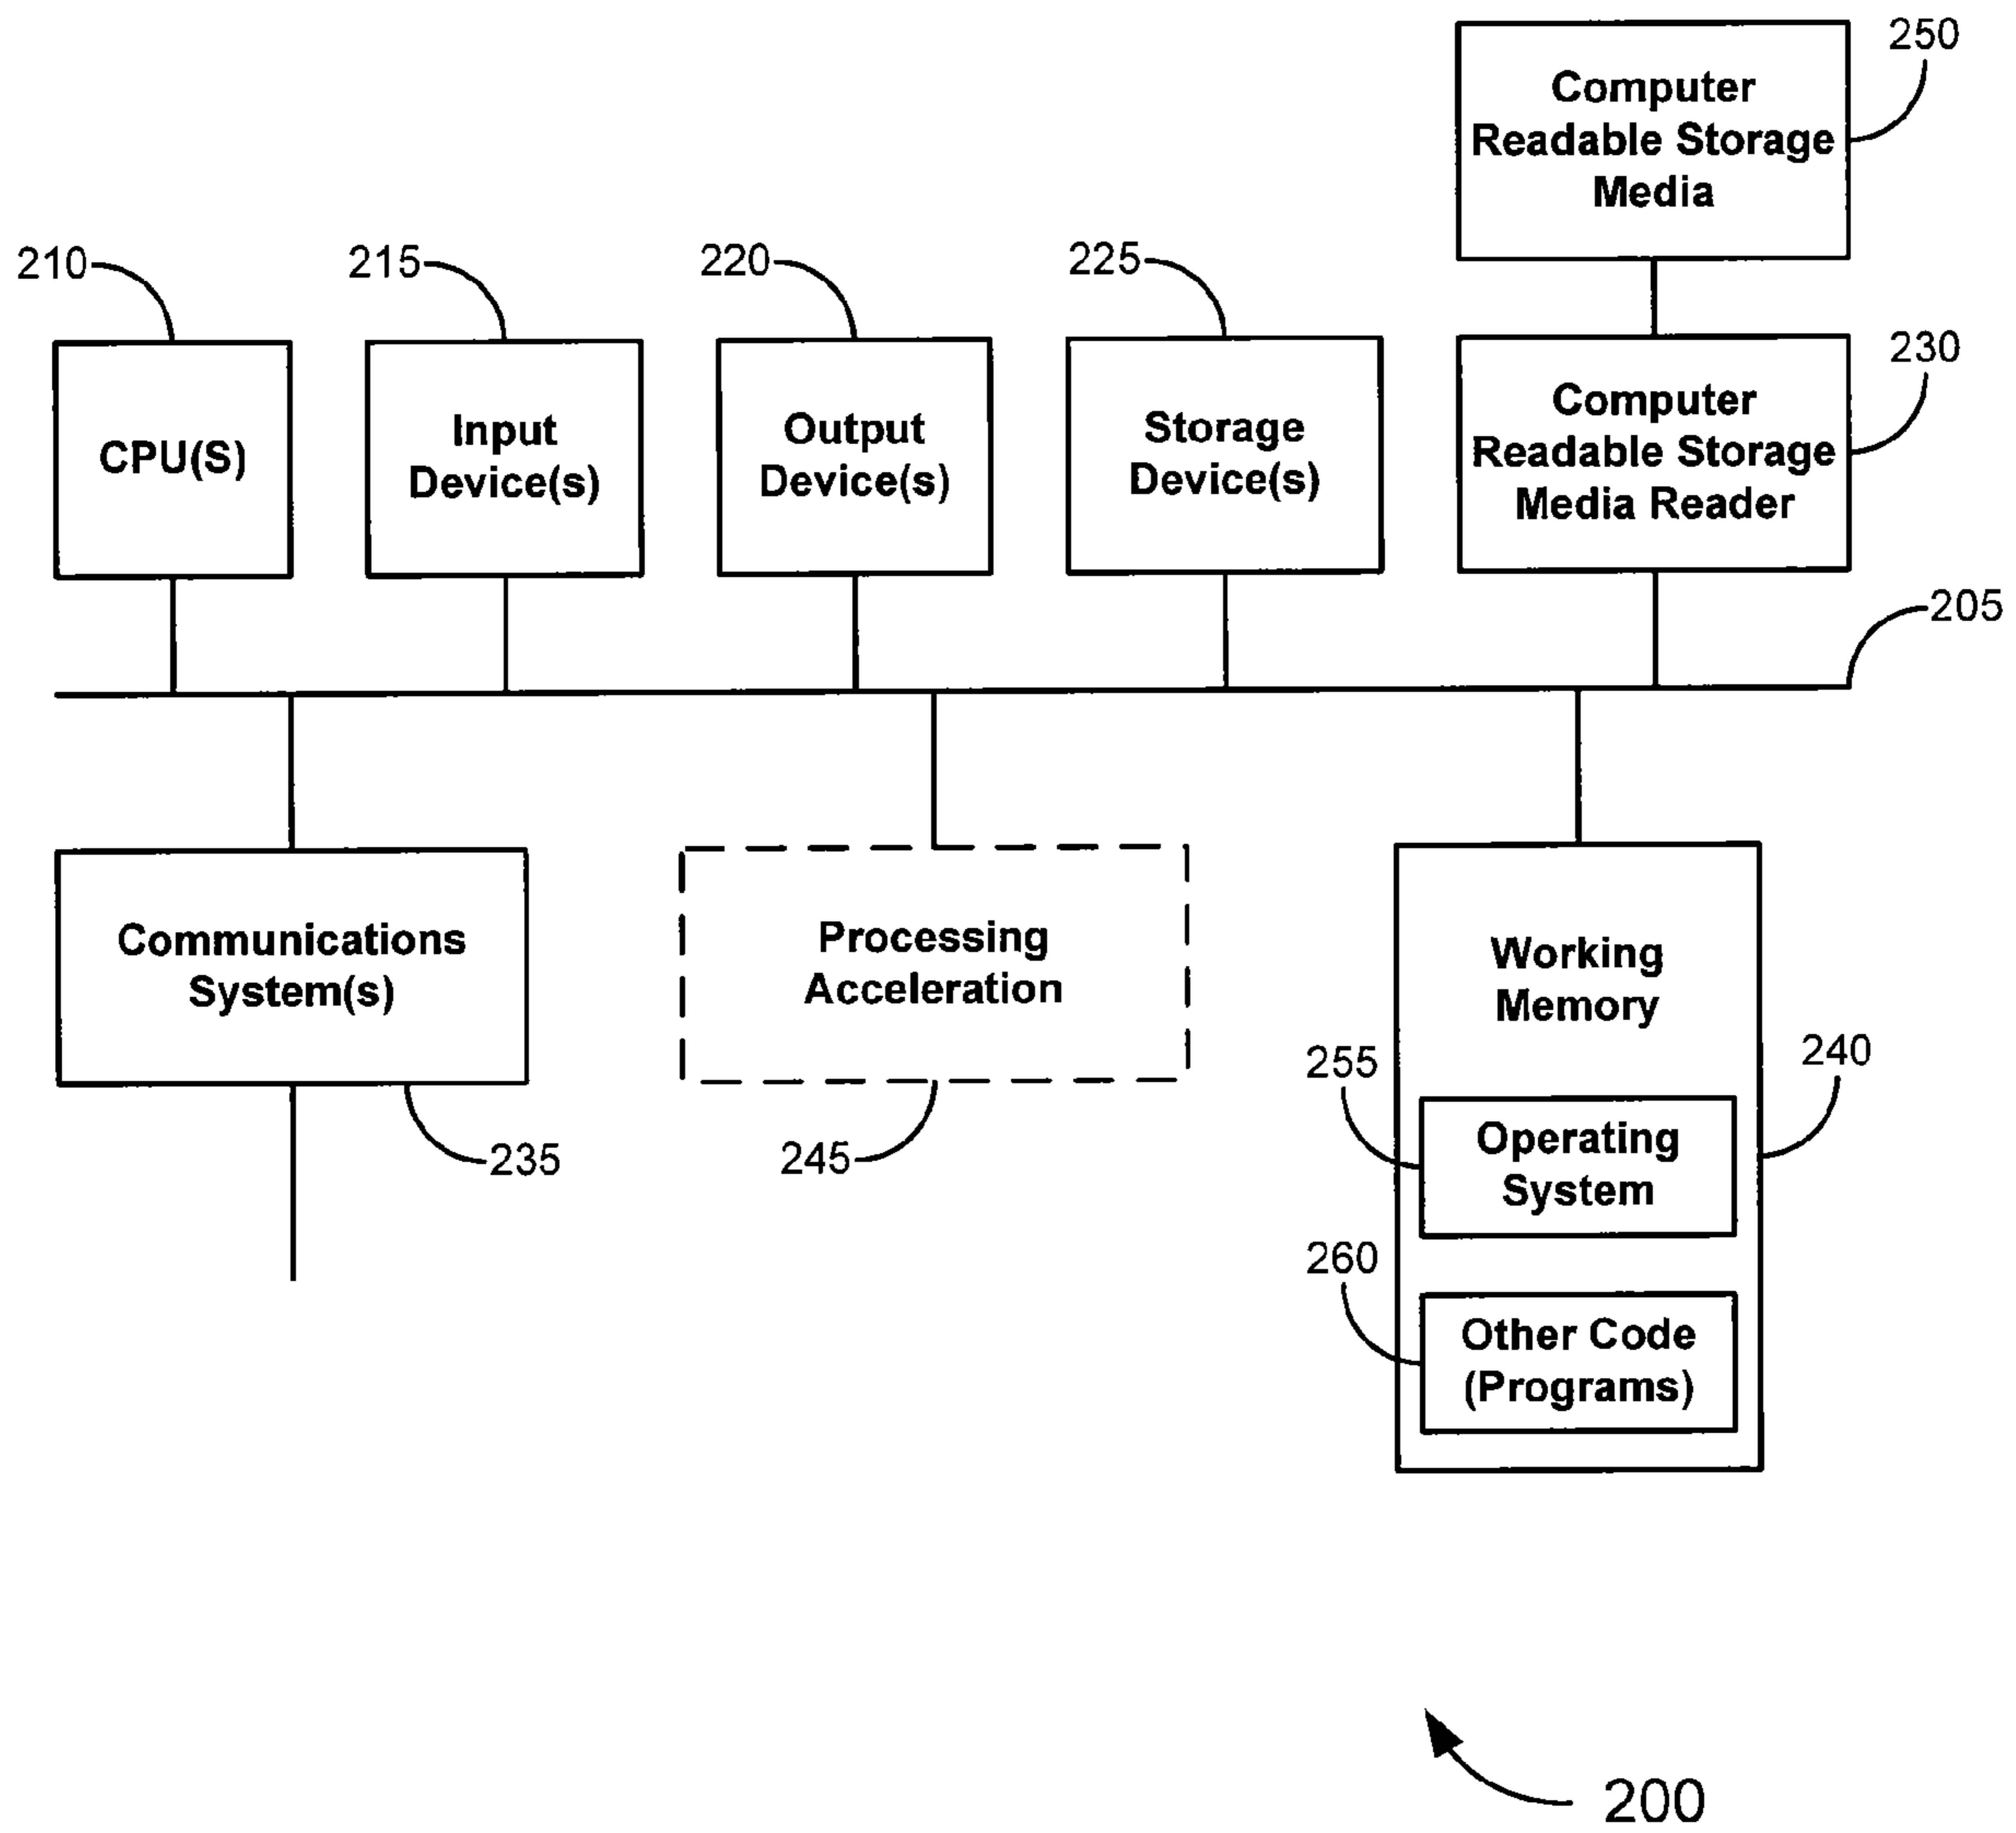 250
Computer
Readable Storage
Media
210
215
220
225
230
CPU(S)
Input
Device(s)
Output
Device(s)
Storage
Device(s)
Computer
Readable Storage
Media Reader
205
Communications
System(s)
235
Processing
Acceleration
245
Working
Memory
240
255
Operating
System
260
Other Code
(Programs)
200